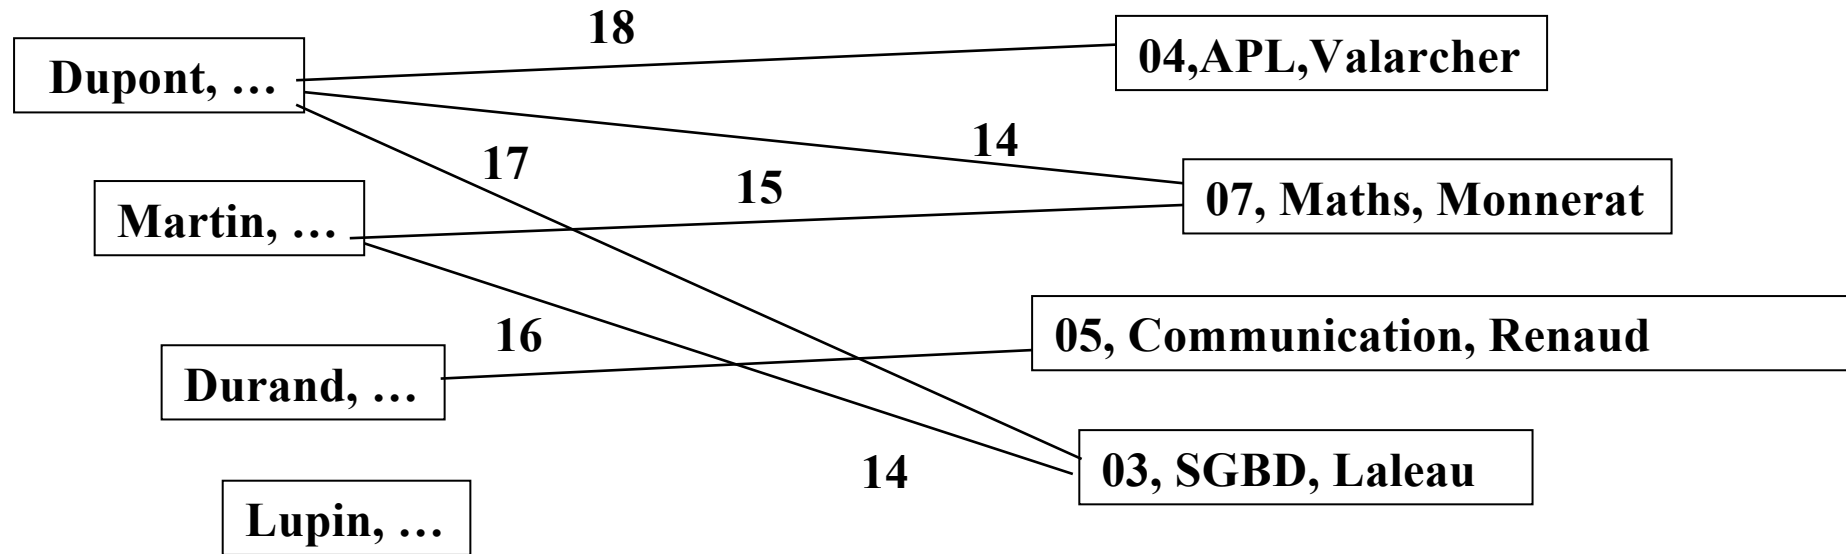 18
Dupont, …
04,APL,Valarcher
14
17
15
07, Maths, Monnerat
Martin, …
16
05, Communication, Renaud
Durand, …
14
03, SGBD, Laleau
Lupin, …